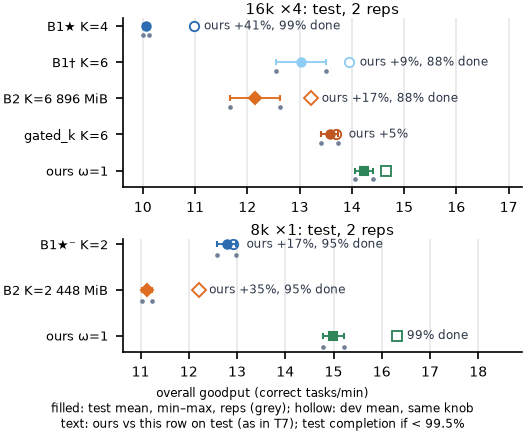 16k ×4: test, 2 reps
B1★ K=4
ours +41%, 99% done
B1† K=6
ours +9%, 88% done
B2 K=6 896 MiB
ours +17%, 88% done
gated_k K=6
ours +5%
ours ω=1
10 11 12 13 14 15 16 17
8k ×1: test, 2 reps
B1★⁻ K=2
ours +17%, 95% done
B2 K=2 448 MiB
ours +35%, 95% done
ours ω=1
99% done
11 12 13 14 15 16 17 18
overall goodput (correct tasks/min)
filled: test mean, min–max, reps (grey); hollow: dev mean, same knob
text: ours vs this row on test (as in T7); test completion if < 99.5%